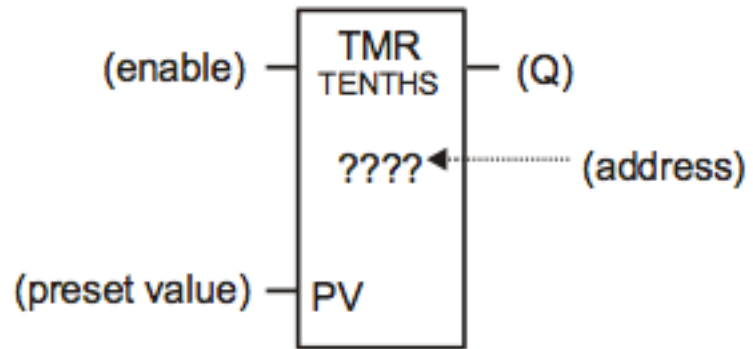 TMR
(enable)
TENTHS
(Q)
????
(address)
(preset value)
PV